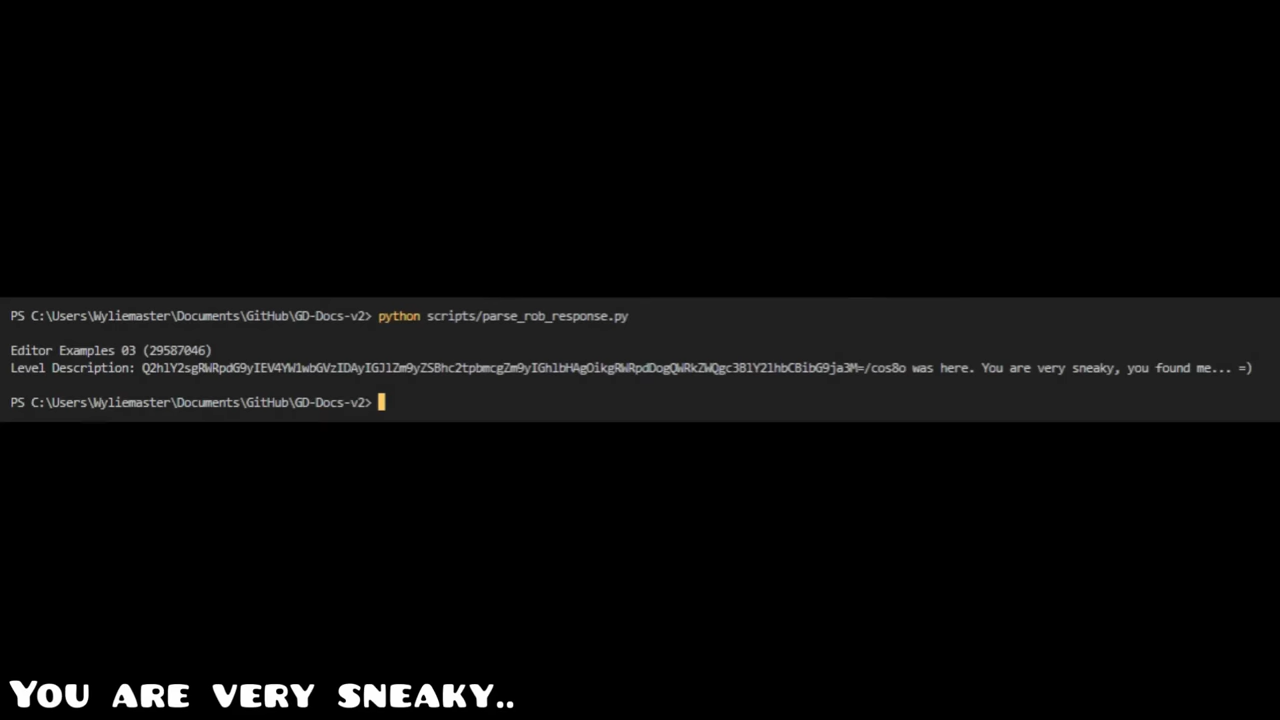 PS C:\Users\Wyliemaster\Documents\GitHub\GD-Docs-v2> python scripts/parse_rob_response.py
Editor Examples 03 (29587046)
Level Description: Q2hlY2sgRWRpdG9yIEV4YW1wbGVzIDAyIGJlZm9yZSBhc2tpbmcgZm9yIGhlbHAgOikgRWRpdDogQWRkZWQgc3BlY2lhbCBibG9ja3M=/cos8o was here. You are very sneaky, you found me... =)
PS C:\Users\Wyliemaster\Documents\GitHub\GD-Docs-v2>
You are very sneaky..